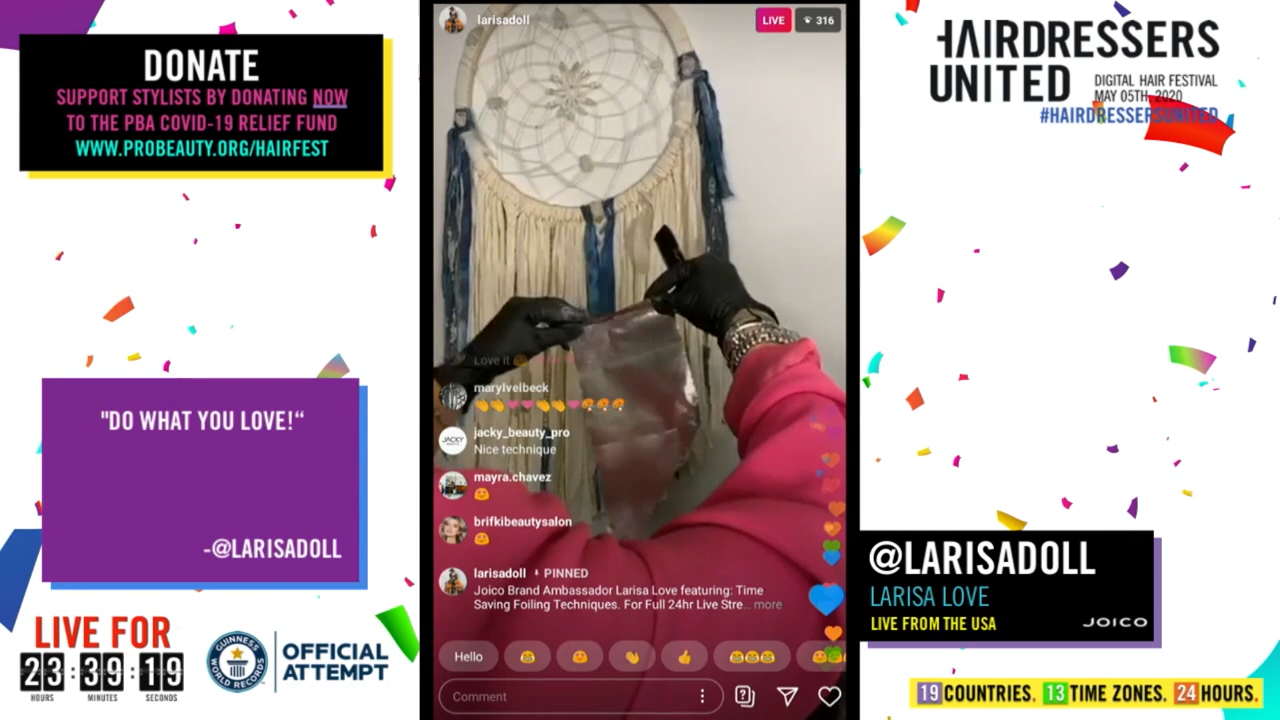 DONATE
SUPPORT STYLISTS BY DONATING NOW
TO THE PBA COVID-19 RELIEF FUND
WWW.PROBEAUTY.ORG/HAIRFEST
"DO WHAT YOU LOVE!“
-@LARISADOLL
LIVE FOR
23:39:19
HOURS MINUTES SECONDS
GUINNESS WORLD RECORDS
OFFICIAL
ATTEMPT
larisadoll
LIVE 316
Love it
marylvelbeck
JACKY
jacky_beauty_pro
Nice technique
mayra.chavez
brifkibeautysalon
larisadoll PINNED
Joico Brand Ambassador Larisa Love featuring: Time
Saving Foiling Techniques. For Full 24hr Live Stre... more
Hello
Comment
HAIRDRESSERS
UNITED
DIGITAL HAIR FESTIVAL
MAY 05TH, 2020
#HAIRDRESSERSUNITED
@LARISADOLL
LARISA LOVE
LIVE FROM THE USA
JOICO
19 COUNTRIES. 13 TIME ZONES. 24 HOURS.